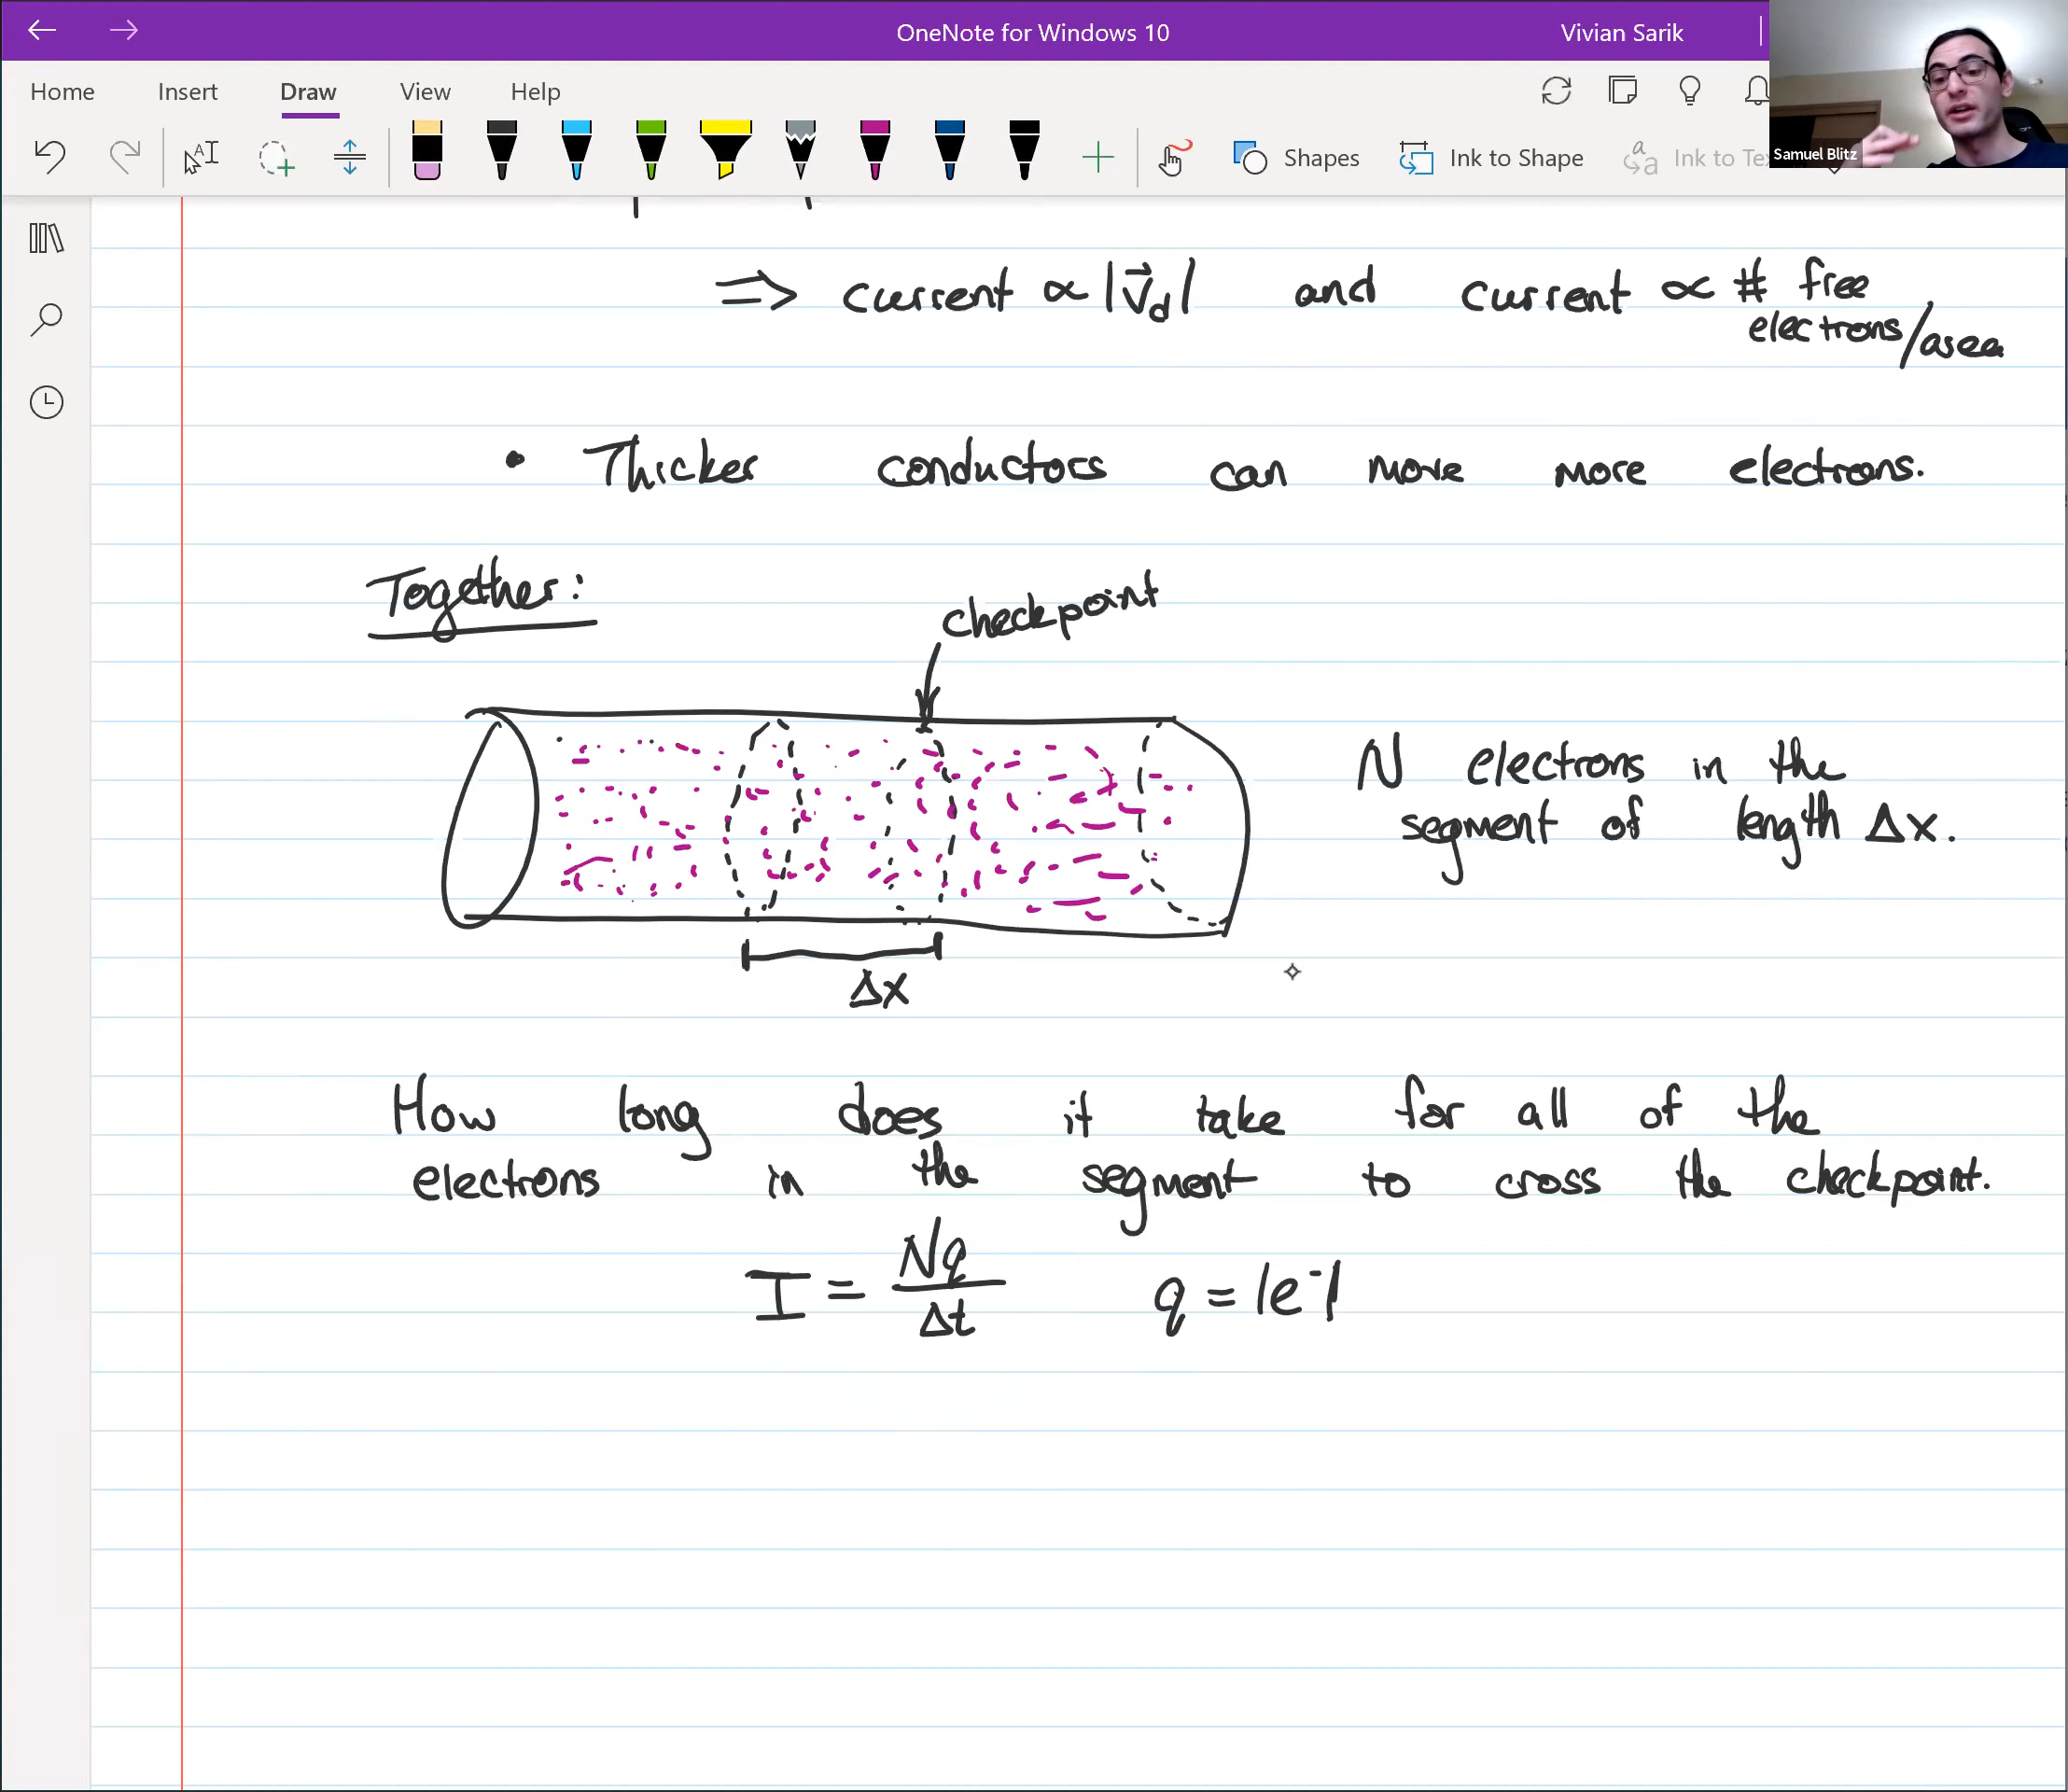 OneNote for Windows 10
Vivian Sarik
Home Insert Draw View Help
Shapes Ink to Shape Ink to Te
Samuel Blitz
⇒ current ∝ |v⃗d| and current ∝ # free
electrons/area
• Thicker conductors can move more electrons.
Together:
checkpoint
N electrons in the
segment of length Δx.
Δx
How long does it take for all of the
electrons in the segment to cross the checkpoint.
I = Nq/Δt q = |e⁻|